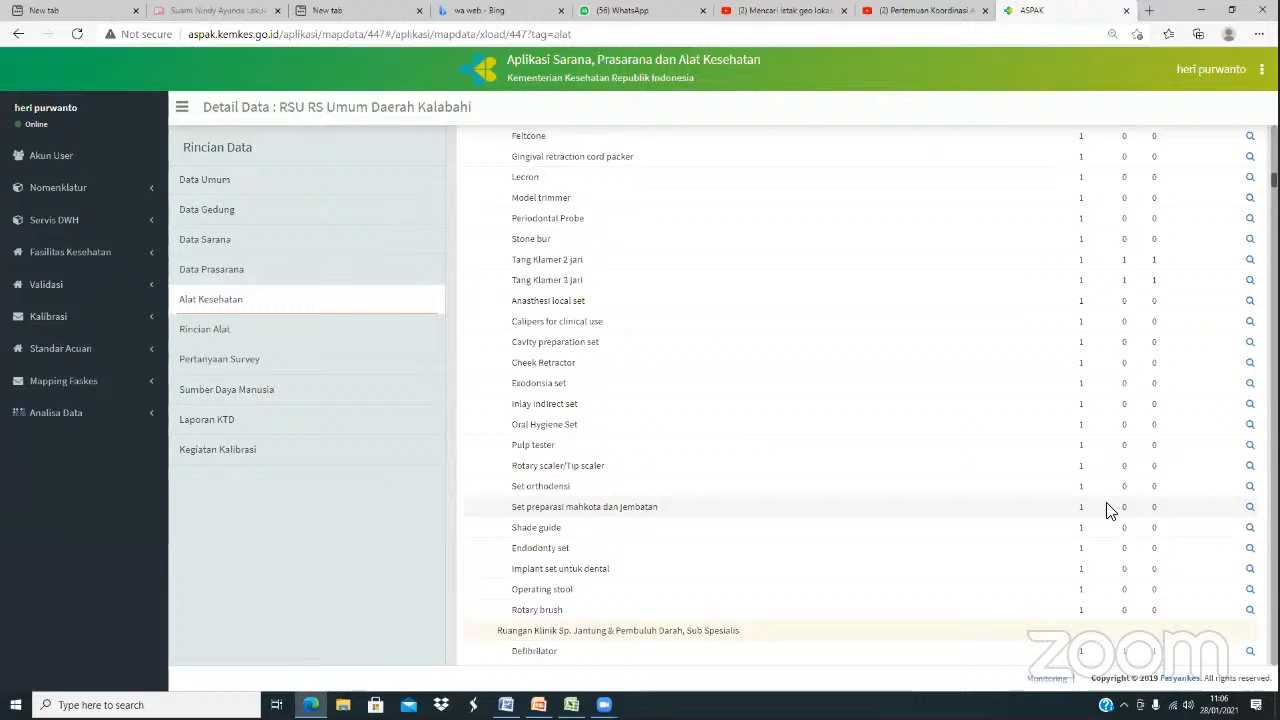 New tab
Suami Nindy Ayunda Lakuk
New tab
wa web - Bing
(56) WhatsApp
(2) Mencari letak geo lokas
(2) Pertemuan Koordinasi A
ASPAK
Not secure
aspak.kemkes.go.id/aplikasi/mapdata/447#/aplikasi/mapdata/xload/447?tag=alat
Aplikasi Sarana, Prasarana dan Alat Kesehatan
Kementerian Kesehatan Republik Indonesia
heri purwanto
heri purwanto
Online
Akun User
Nomenklatur
Servis DWH
Fasilitas Kesehatan
Validasi
Kalibrasi
Standar Acuan
Mapping Faskes
Analisa Data
Detail Data : RSU RS Umum Daerah Kalabahi
Rincian Data
Data Umum
Data Gedung
Data Sarana
Data Prasarana
Alat Kesehatan
Rincian Alat
Pertanyaan Survey
Sumber Daya Manusia
Laporan KTD
Kegiatan Kalibrasi
Feltcone 1 0 0
Gingival retraction cord packer 1 0 0
Lecron 1 0 0
Model trimmer 1 0 0
Periodontal Probe 1 0 0
Stone bur 1 0 0
Tang Klamer 2 jari 1 1 1
Tang Klamer 3 jari 1 1 1
Anasthesi local set 1 0 0
Calipers for clinical use 1 0 0
Cavity preparation set 1 0 0
Cheek Retractor 1 0 0
Exodonsia set 1 0 0
Inlay Indirect set 1 0 0
Oral Hygiene Set 1 0 0
Pulp tester 1 0 0
Rotary scaler/Tip scaler 1 0 0
Set orthodensi 1 0 0
Set preparasi mahkota dan jembatan 1 0 0
Shade guide 1 0 0
Endodonty set 1 0 0
Implant set untuk dental 1 0 0
Operating stool 1 0 0
Rotary brush 1 0 0
Ruangan Klinik Sp. Jantung & Pembuluh Darah, Sub Spesialis
Defibrilator 1 1 1
zoom
Monitoring
Copyright © 2019 Fasyankes. All rights reserved.
Type here to search
11:06
28/01/2021